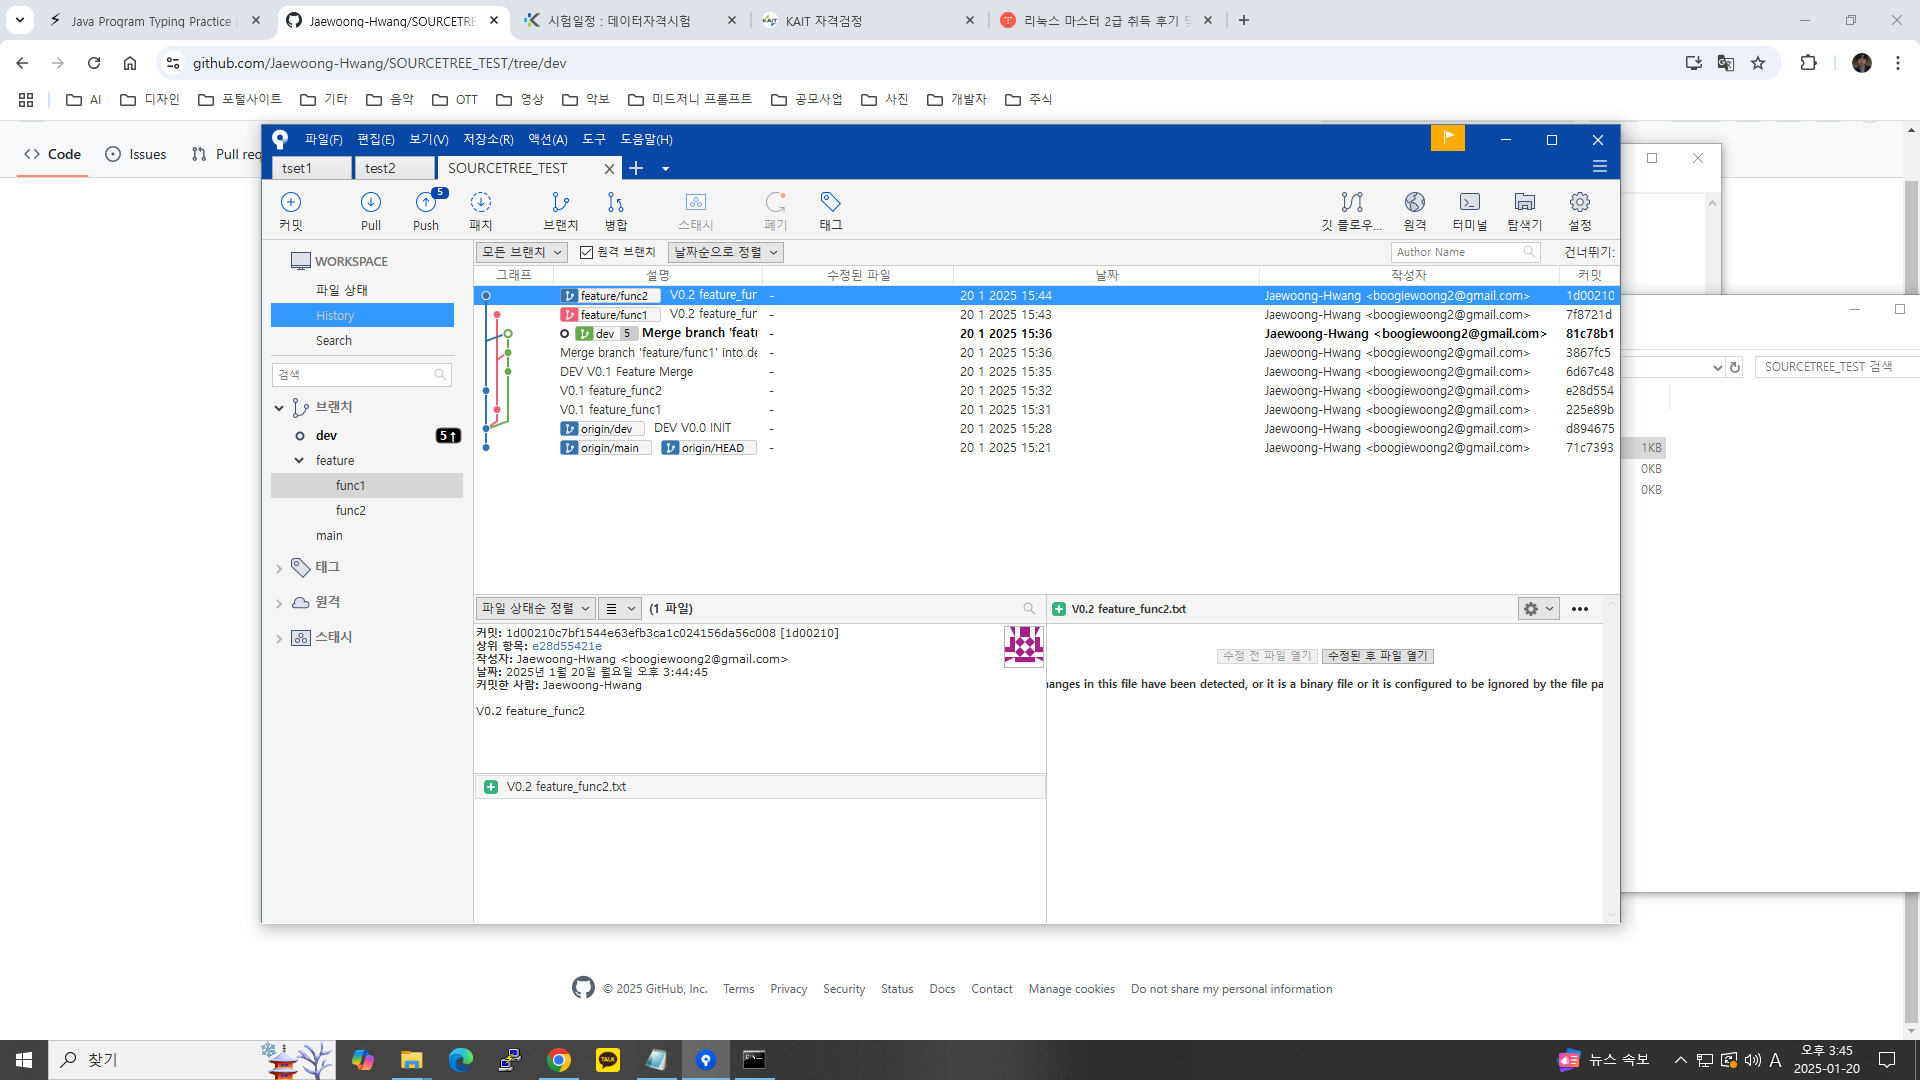 Java Program Typing Practice
Jaewoong-Hwang/SOURCETRE
시험일정 : 데이터자격시험
KAIT 자격검정
리눅스 마스터 2급 취득 후기
github.com/Jaewoong-Hwang/SOURCETREE_TEST/tree/dev
AI
디자인
포털사이트
기타
음악
OTT
영상
악보
미드저니 프롬프트
공모사업
사진
개발자
주식
Code
Issues
Pull req
파일(F)
편집(E)
보기(V)
저장소(R)
액션(A)
도구
도움말(H)
tset1
test2
SOURCETREE_TEST
커밋
Pull
5
Push
패치
브랜치
병합
스태시
폐기
태그
깃 플로우...
원격
터미널
탐색기
설정
WORKSPACE
파일 상태
History
Search
검색
브랜치
dev
5↑
feature
func1
func2
main
태그
원격
스태시
모든 브랜치
원격 브랜치
날짜순으로 정렬
Author Name
건너뛰기:
그래프 설명 수정된 파일 날짜 작성자 커밋
feature/func2 V0.2 feature_fur - 20 1 2025 15:44 Jaewoong-Hwang <boogiewoong2@gmail.com> 1d00210
feature/func1 V0.2 feature_fur - 20 1 2025 15:43 Jaewoong-Hwang <boogiewoong2@gmail.com> 7f8721d
dev 5 Merge branch 'feat - 20 1 2025 15:36 Jaewoong-Hwang <boogiewoong2@gmail.com> 81c78b1
Merge branch 'feature/func1' into de - 20 1 2025 15:36 Jaewoong-Hwang <boogiewoong2@gmail.com> 3867fc5
DEV V0.1 Feature Merge - 20 1 2025 15:35 Jaewoong-Hwang <boogiewoong2@gmail.com> 6d67c48
V0.1 feature_func2 - 20 1 2025 15:32 Jaewoong-Hwang <boogiewoong2@gmail.com> e28d554
V0.1 feature_func1 - 20 1 2025 15:31 Jaewoong-Hwang <boogiewoong2@gmail.com> 225e89b
origin/dev DEV V0.0 INIT - 20 1 2025 15:28 Jaewoong-Hwang <boogiewoong2@gmail.com> d894675
origin/main origin/HEAD - 20 1 2025 15:21 Jaewoong-Hwang <boogiewoong2@gmail.com> 71c7393
SOURCETREE_TEST 검색
1KB
0KB
0KB
파일 상태순 정렬
(1 파일)
커밋: 1d00210c7bf1544e63efb3ca1c024156da56c008 [1d00210]
상위 항목: e28d55421e
작성자: Jaewoong-Hwang <boogiewoong2@gmail.com>
날짜: 2025년 1월 20일 월요일 오후 3:44:45
커밋한 사람: Jaewoong-Hwang
V0.2 feature_func2
V0.2 feature_func2.txt
V0.2 feature_func2.txt
수정 전 파일 열기
수정된 후 파일 열기
anges in this file have been detected, or it is a binary file or it is configured to be ignored by the file pa
© 2025 GitHub, Inc.
Terms
Privacy
Security
Status
Docs
Contact
Manage cookies
Do not share my personal information
찾기
TALK
뉴스 속보
A
오후 3:45
2025-01-20